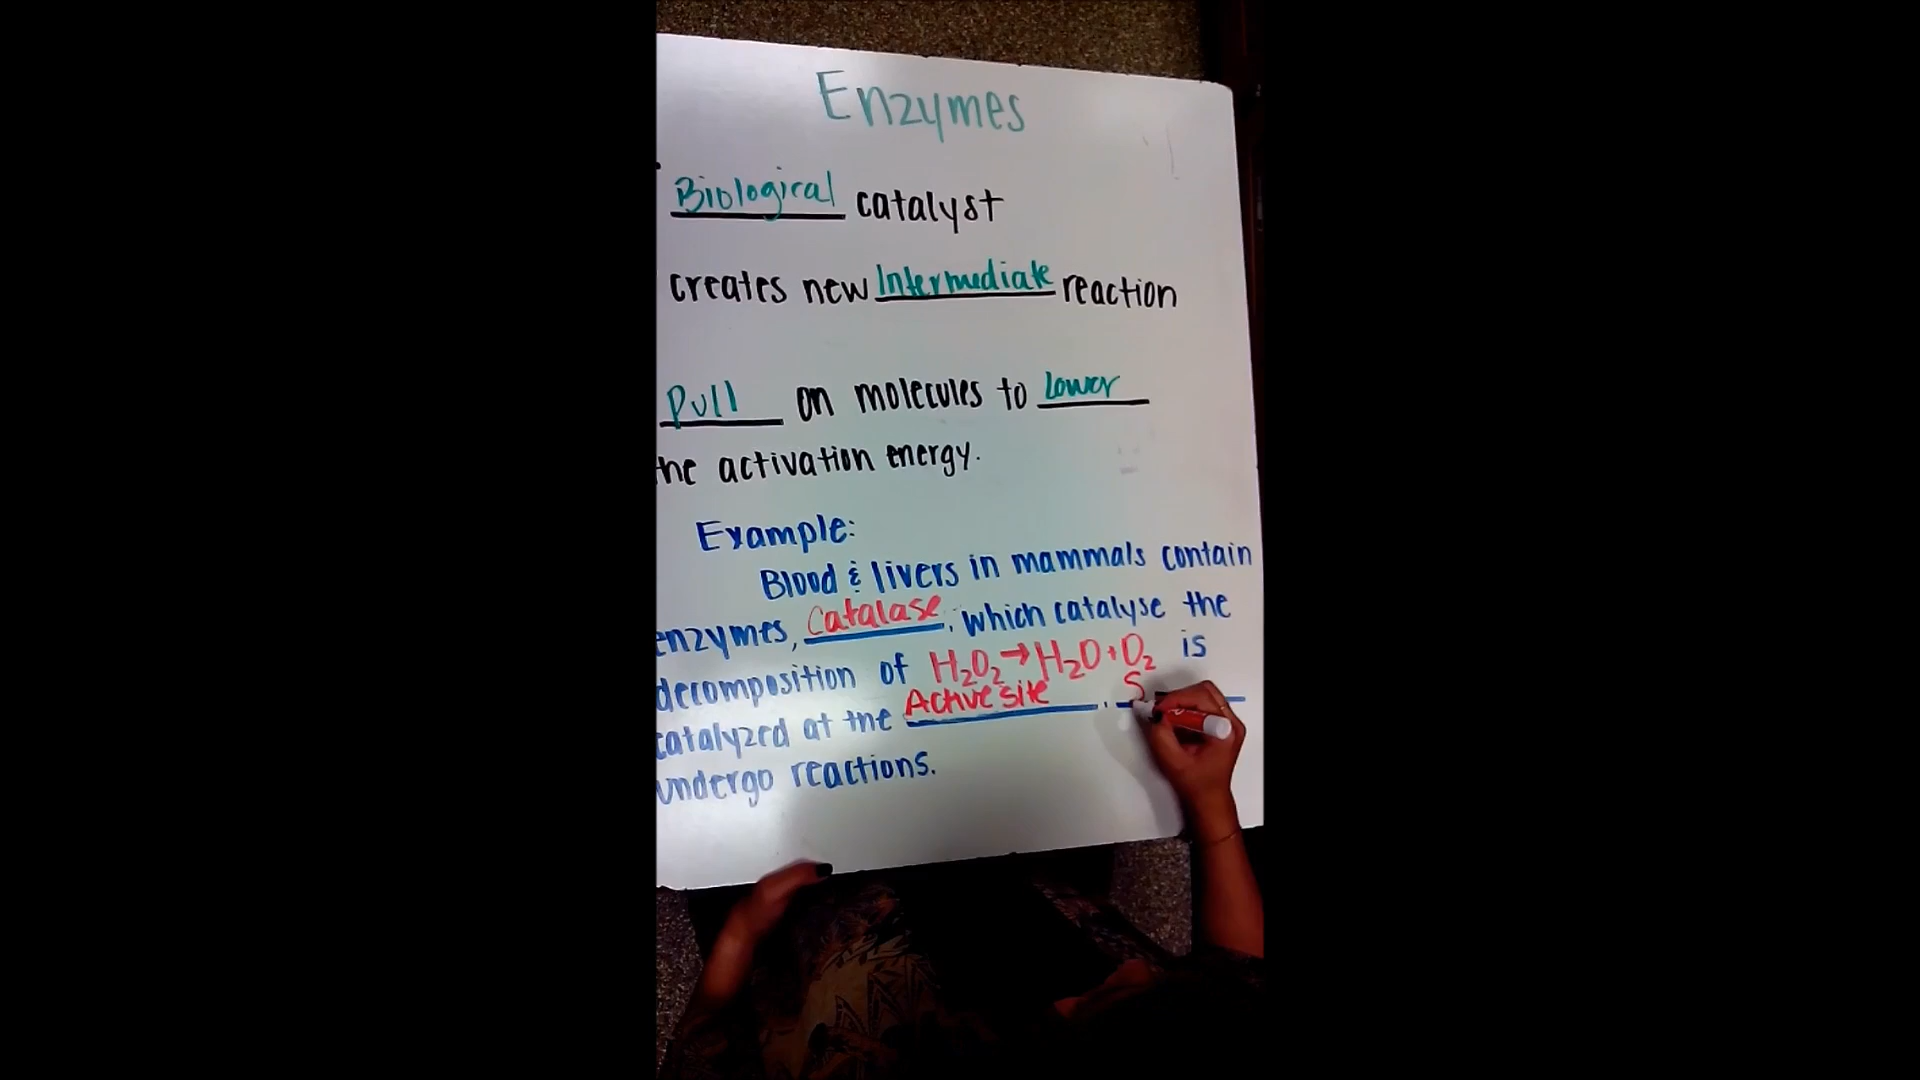 Enzymes
Biological catalyst
creates new Intermediate reaction
Pull on molecules to Lower
he activation energy.
Example:
Blood & livers in mammals contain
enzymes, Catalase, which catalyse the
decomposition of H₂O₂→H₂O+O₂ is
catalyzed at the Active site. S
undergo reactions.